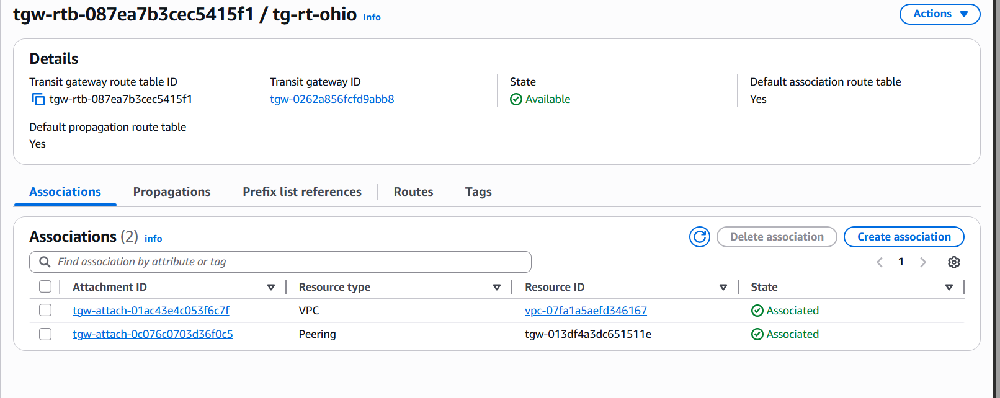 tgw-rtb-087ea7b3cec5415f1 / tg-rt-ohio Info
Actions
Details
Transit gateway route table ID
tgw-rtb-087ea7b3cec5415f1
Transit gateway ID
tgw-0262a856fcfd9abb8
State
Available
Default association route table
Yes
Default propagation route table
Yes
Associations Propagations Prefix list references Routes Tags
Associations (2) info
Delete association Create association
Find association by attribute or tag
1
Attachment ID Resource type Resource ID State
tgw-attach-01ac43e4c053f6c7f VPC vpc-07fa1a5aefd346167 Associated
tgw-attach-0c076c0703d36f0c5 Peering tgw-013df4a3dc651511e Associated